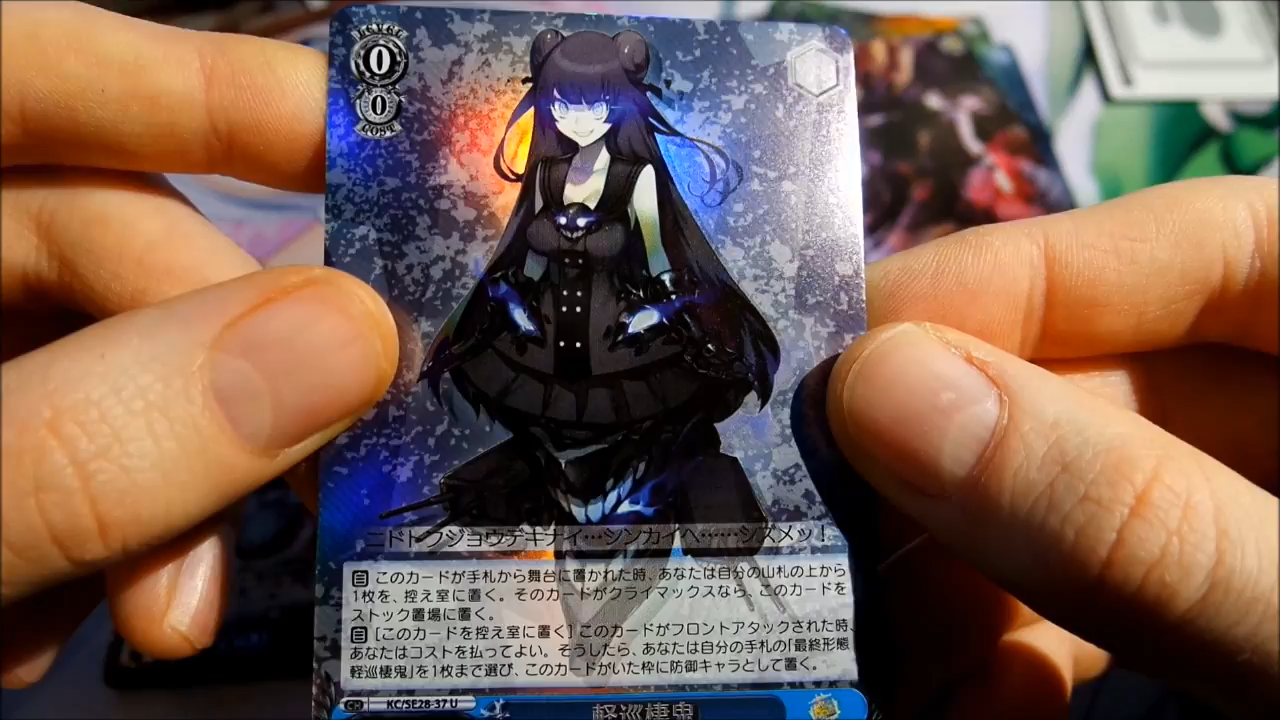 LEVEL
0
0
COST
ニドトフジョウデキナイ…シンカイへ……シズメッ！
自 このカードが手札から舞台に置かれた時、あなたは自分の山札の上から
1枚を、控え室に置く。そのカードがクライマックスなら、このカードを
ストック置場に置く。
自 ［このカードを控え室に置く］このカードがフロントアタックされた時、
あなたはコストを払ってよい。そうしたら、あなたは自分の手札の「最終形態
軽巡棲鬼」を1枚まで選び、このカードがいた枠に防御キャラとして置く。
CH KC/SE28-37 U
軽巡棲鬼